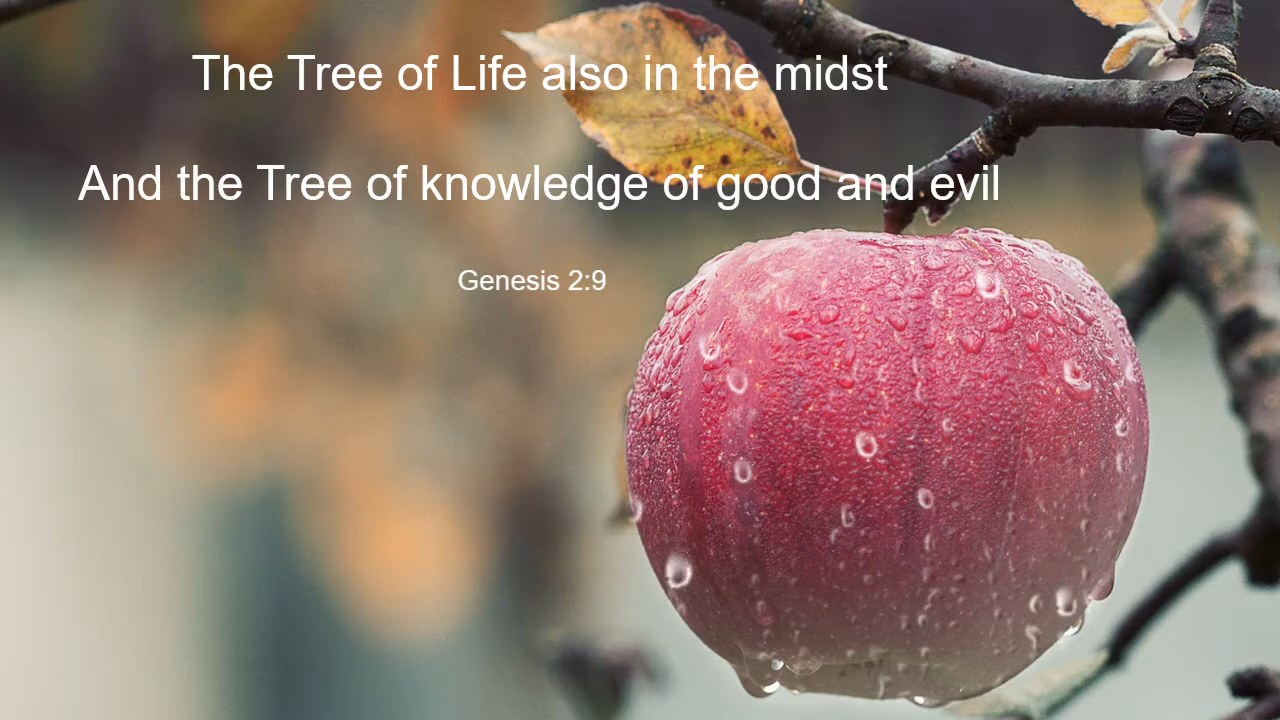 The Tree of Life also in the midst
And the Tree of knowledge of good and evil
Genesis 2:9